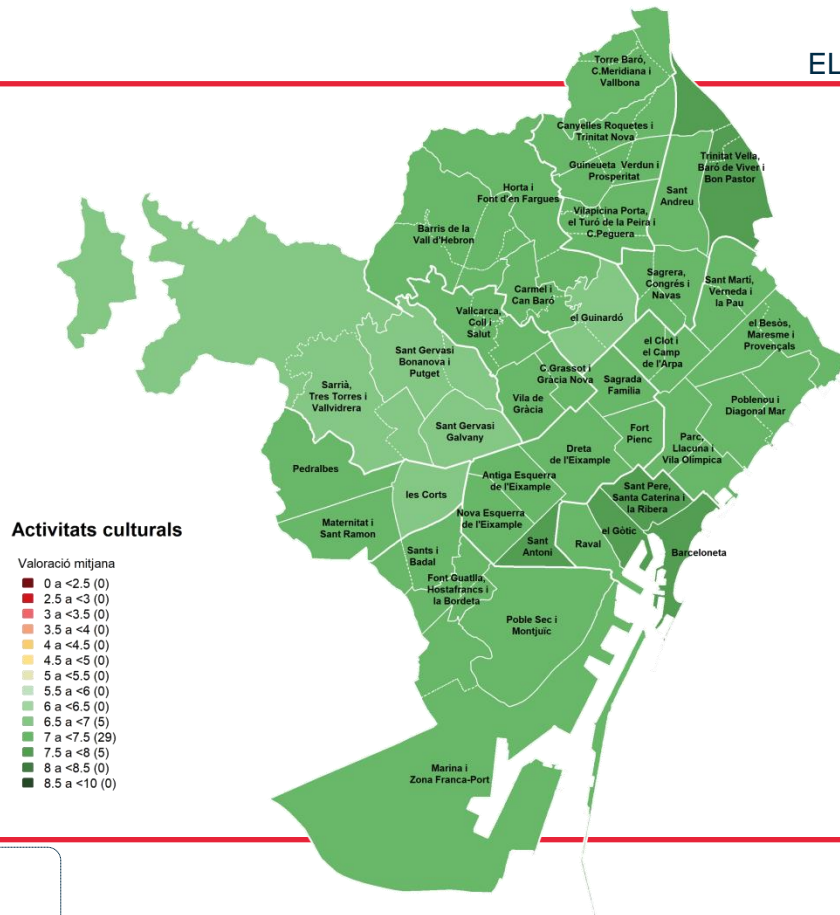 EL
Torre Baró,
C.Meridiana i
Vallbona
Canyelles Roquetes i
Trinitat Nova
Guineueta Verdun i
Prosperitat
Trinitat Vella,
Baró de Viver i
Bon Pastor
Sant
Andreu
Horta i
Font d'en Fargues
Vilapicina Porta,
el Turó de la Peira i
C.Peguera
Barris de la
Vall d'Hebron
Sagrera,
Congrés i
Navas
Sant Martí,
Verneda i
la Pau
Carmel i
Can Baró
Vallcarca,
Coll i
Salut
el Guinardó
el Besòs,
Maresme i
Provençals
el Clot i
el Camp
de l'Arpa
Sant Gervasi
Bonanova i
Putget
C.Grassot i
Gràcia Nova
Sagrada
Família
Sarrià,
Tres Torres i
Vallvidrera
Vila de
Gràcia
Poblenou i
Diagonal Mar
Sant Gervasi
Galvany
Fort
Pienc
Parc,
Llacuna i
Vila Olímpica
Dreta
de l'Eixample
Pedralbes
Antiga Esquerra
de l'Eixample
les Corts
Sant Pere,
Santa Caterina i
la Ribera
Nova Esquerra
de l'Eixample
Maternitat i
Sant Ramon
el Gòtic
Sant
Antoni
Raval
Barceloneta
Sants i
Badal
Font Guatlla,
Hostafrancs i
la Bordeta
Poble Sec i
Montjuïc
Marina i
Zona Franca-Port
Activitats culturals
Valoració mitjana
0 a <2.5 (0)
2.5 a <3 (0)
3 a <3.5 (0)
3.5 a <4 (0)
4 a <4.5 (0)
4.5 a <5 (0)
5 a <5.5 (0)
5.5 a <6 (0)
6 a <6.5 (0)
6.5 a <7 (5)
7 a <7.5 (29)
7.5 a <8 (5)
8 a <8.5 (0)
8.5 a <10 (0)